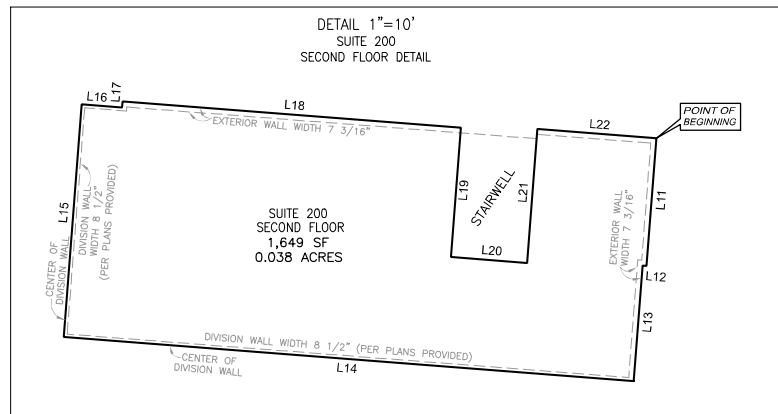 DETAIL 1"=10'
SUITE 200
SECOND FLOOR DETAIL
L16
L17
L18
L22
POINT OF
BEGINNING
EXTERIOR WALL WIDTH 7 3/16"
L19
STAIRWELL
L21
L11
L15
DIVISION WALL
WIDTH 8 1/2"
(PER PLANS PROVIDED)
SUITE 200
SECOND FLOOR
1,649 SF
0.038 ACRES
EXTERIOR WALL
WIDTH 7 3/16"
L20
L12
CENTER OF
DIVISION WALL
L13
DIVISION WALL WIDTH 8 1/2" (PER PLANS PROVIDED)
CENTER OF
DIVISION WALL
L14